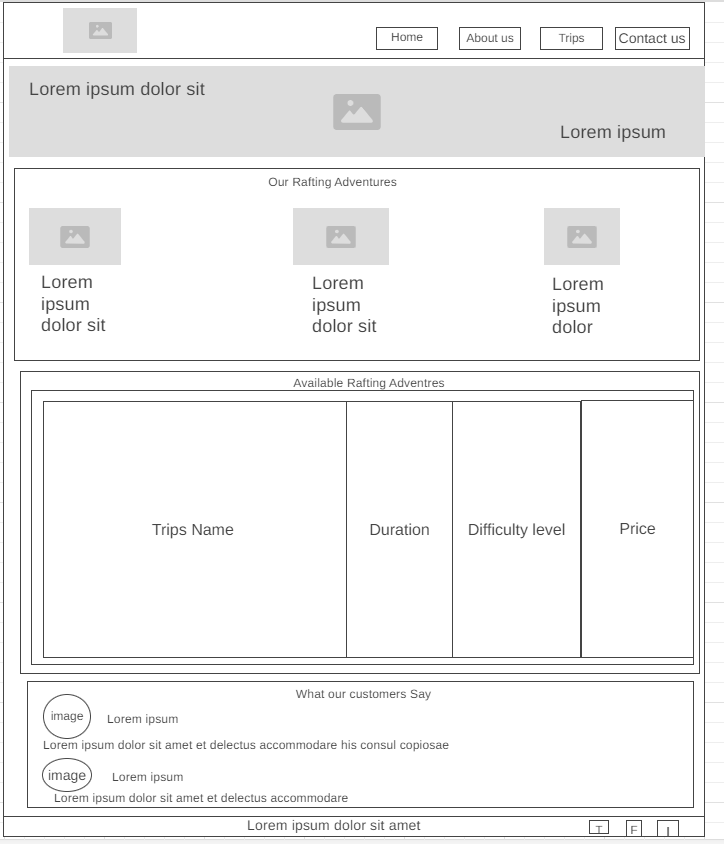 Home
About us
Trips
Contact us
Lorem ipsum dolor sit
Lorem ipsum
Our Rafting Adventures
Lorem
ipsum
dolor sit
Lorem
ipsum
dolor sit
Lorem
ipsum
dolor
Available Rafting Adventres
Trips Name
Duration
Difficulty level
Price
What our customers Say
image
Lorem ipsum
Lorem ipsum dolor sit amet et delectus accommodare his consul copiosae
image
Lorem ipsum
Lorem ipsum dolor sit amet et delectus accommodare
Lorem ipsum dolor sit amet
T
F
I